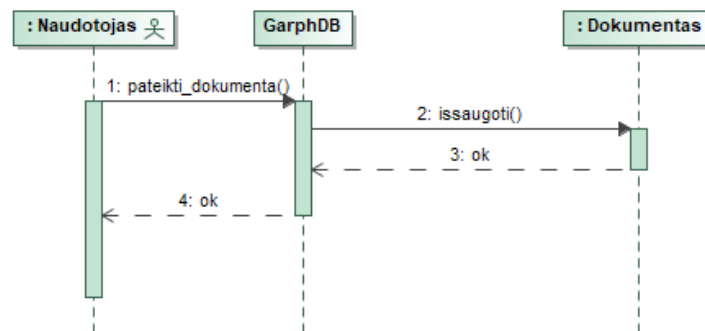 : Naudotojas
GarphDB
: Dokumentas
1: pateikti_dokumenta()
2: issaugoti()
3: ok
4: ok